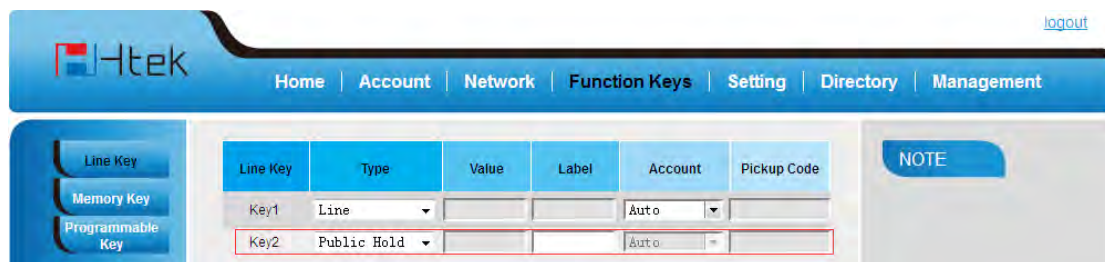 logout
Htek
Home | Account | Network | Function Keys | Setting | Directory | Management
Line Key
Memory Key
Programmable
Key
Line Key Type Value Label Account Pickup Code
Key1 Line Auto
Key2 Public Hold Auto
NOTE